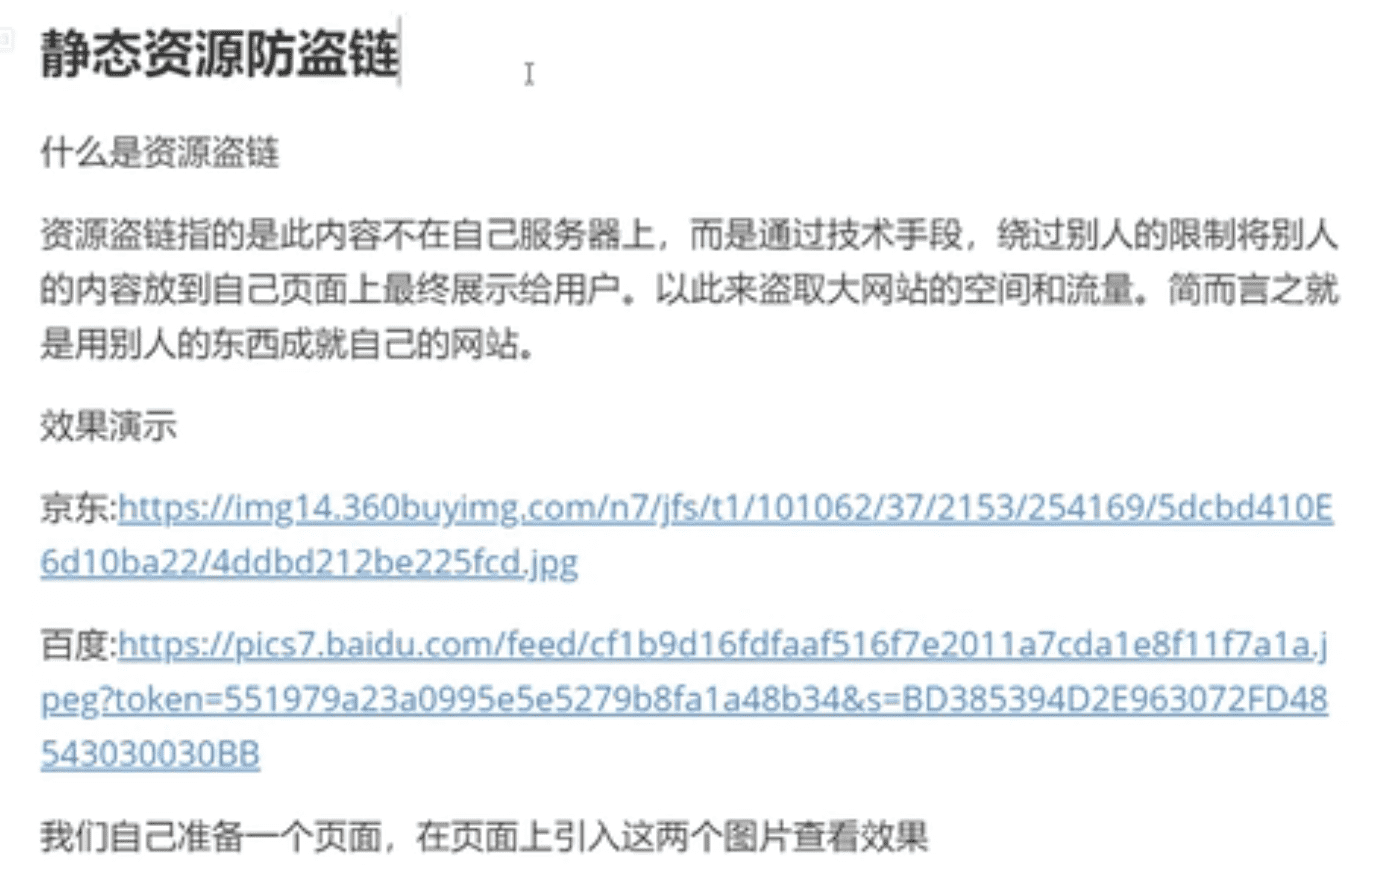 静态资源防盗链
什么是资源盗链
资源盗链指的是此内容不在自己服务器上，而是通过技术手段，绕过别人的限制将别人
的内容放到自己页面上最终展示给用户。以此来盗取大网站的空间和流量。简而言之就
是用别人的东西成就自己的网站。
效果演示
京东:https://img14.360buyimg.com/n7/jfs/t1/101062/37/2153/254169/5dcbd410E
6d10ba22/4ddbd212be225fcd.jpg
百度:https://pics7.baidu.com/feed/cf1b9d16fdfaaf516f7e2011a7cda1e8f11f7a1a.j
peg?token=551979a23a0995e5e5279b8fa1a48b34&s=BD385394D2E963072FD48
543030030BB
我们自己准备一个页面，在页面上引入这两个图片查看效果